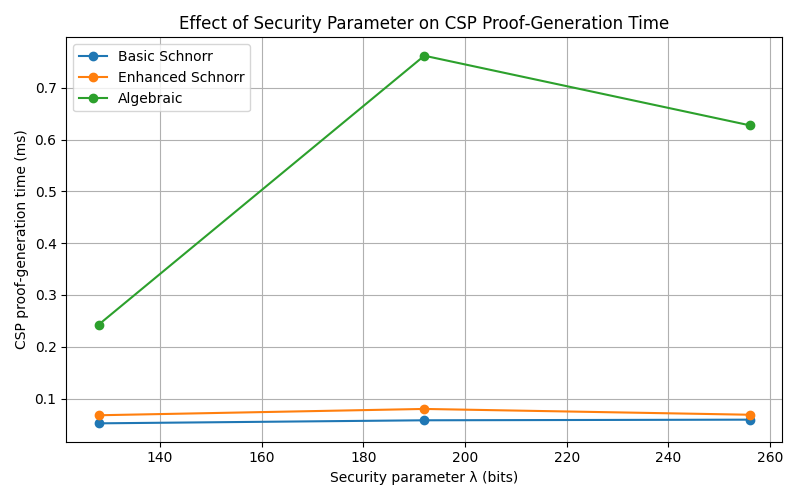 Effect of Security Parameter on CSP Proof-Generation Time
Basic Schnorr
Enhanced Schnorr
Algebraic
CSP proof-generation time (ms)
0.7
0.6
0.5
0.4
0.3
0.2
0.1
140 160 180 200 220 240 260
Security parameter λ (bits)